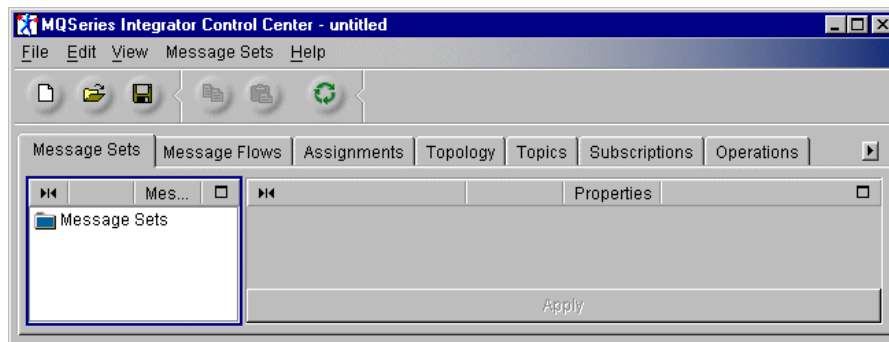 MQSeries Integrator Control Center - untitled
File Edit View Message Sets Help
Message Sets Message Flows Assignments Topology Topics Subscriptions Operations
Mes... Properties
Message Sets
Apply